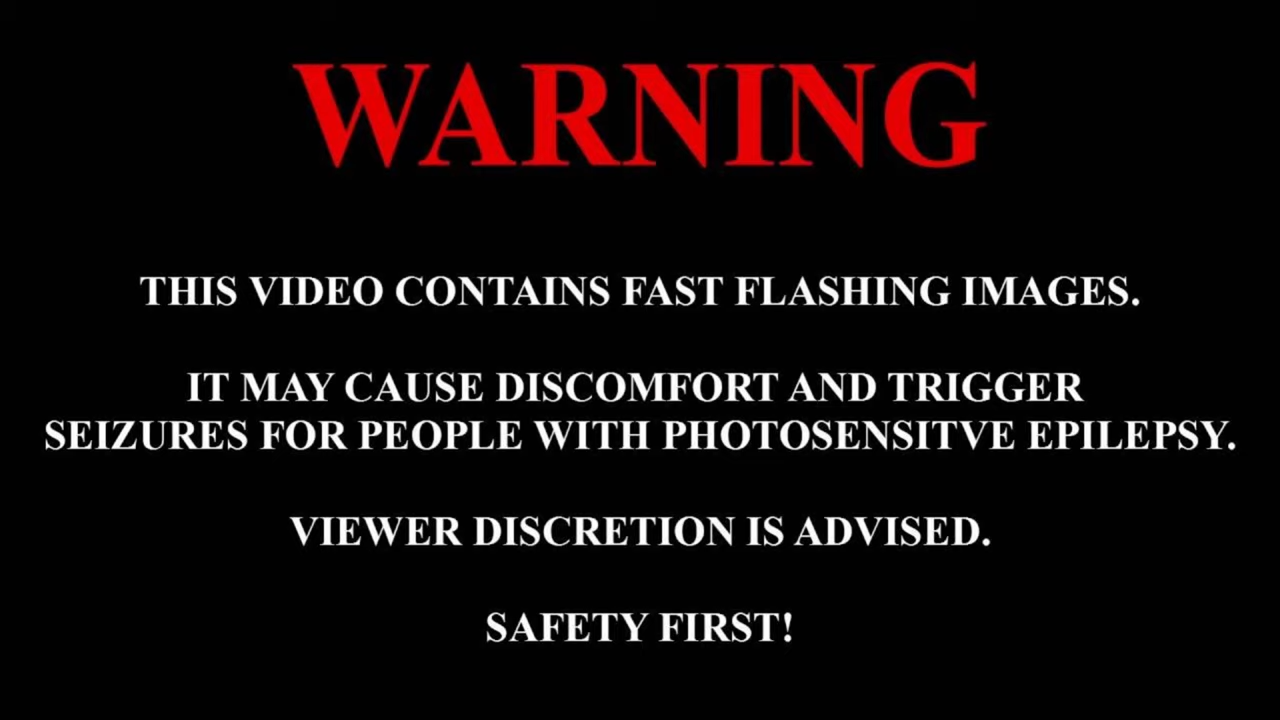 WARNING
THIS VIDEO CONTAINS FAST FLASHING IMAGES.
IT MAY CAUSE DISCOMFORT AND TRIGGER
SEIZURES FOR PEOPLE WITH PHOTOSENSITVE EPILEPSY.
VIEWER DISCRETION IS ADVISED.
SAFETY FIRST!